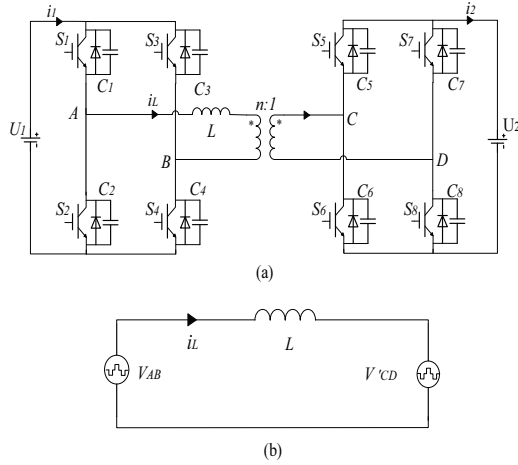 i1
i2
S1
S3
S5
S7
C1
C3
C5
C7
U1
A
iL
L
n:1
*
*
C
U2
B
D
S2
C2
S4
C4
S6
C6
S8
C8
(a)
iL
L
VAB
V'CD
(b)